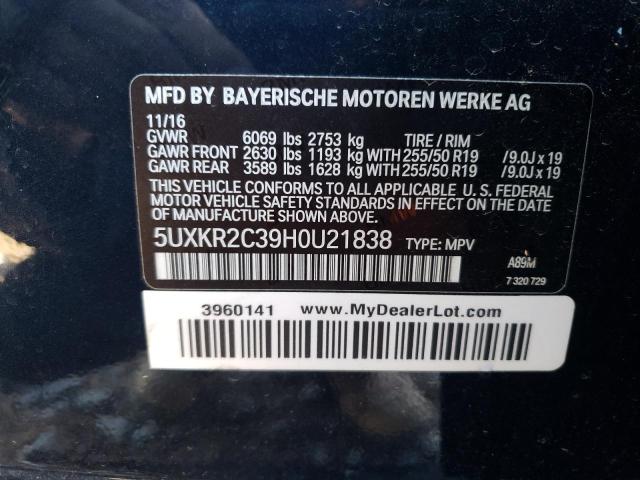 MFD BY BAYERISCHE MOTOREN WERKE AG
11/16
GVWR 6069 lbs 2753 kg TIRE / RIM
GAWR FRONT 2630 lbs 1193 kg WITH 255/50 R19 /9.0J x 19
GAWR REAR 3589 lbs 1628 kg WITH 255/50 R19 /9.0J x 19
THIS VEHICLE CONFORMS TO ALL APPLICABLE U. S. FEDERAL
MOTOR VEHICLE SAFETY STANDARDS IN EFFECT ON THE DATE OF
MANUFACTURE SHOWN ABOVE.
5UXKR2C39H0U21838 TYPE: MPV A89M
7 320 729
3960141 www.MyDealerLot.com